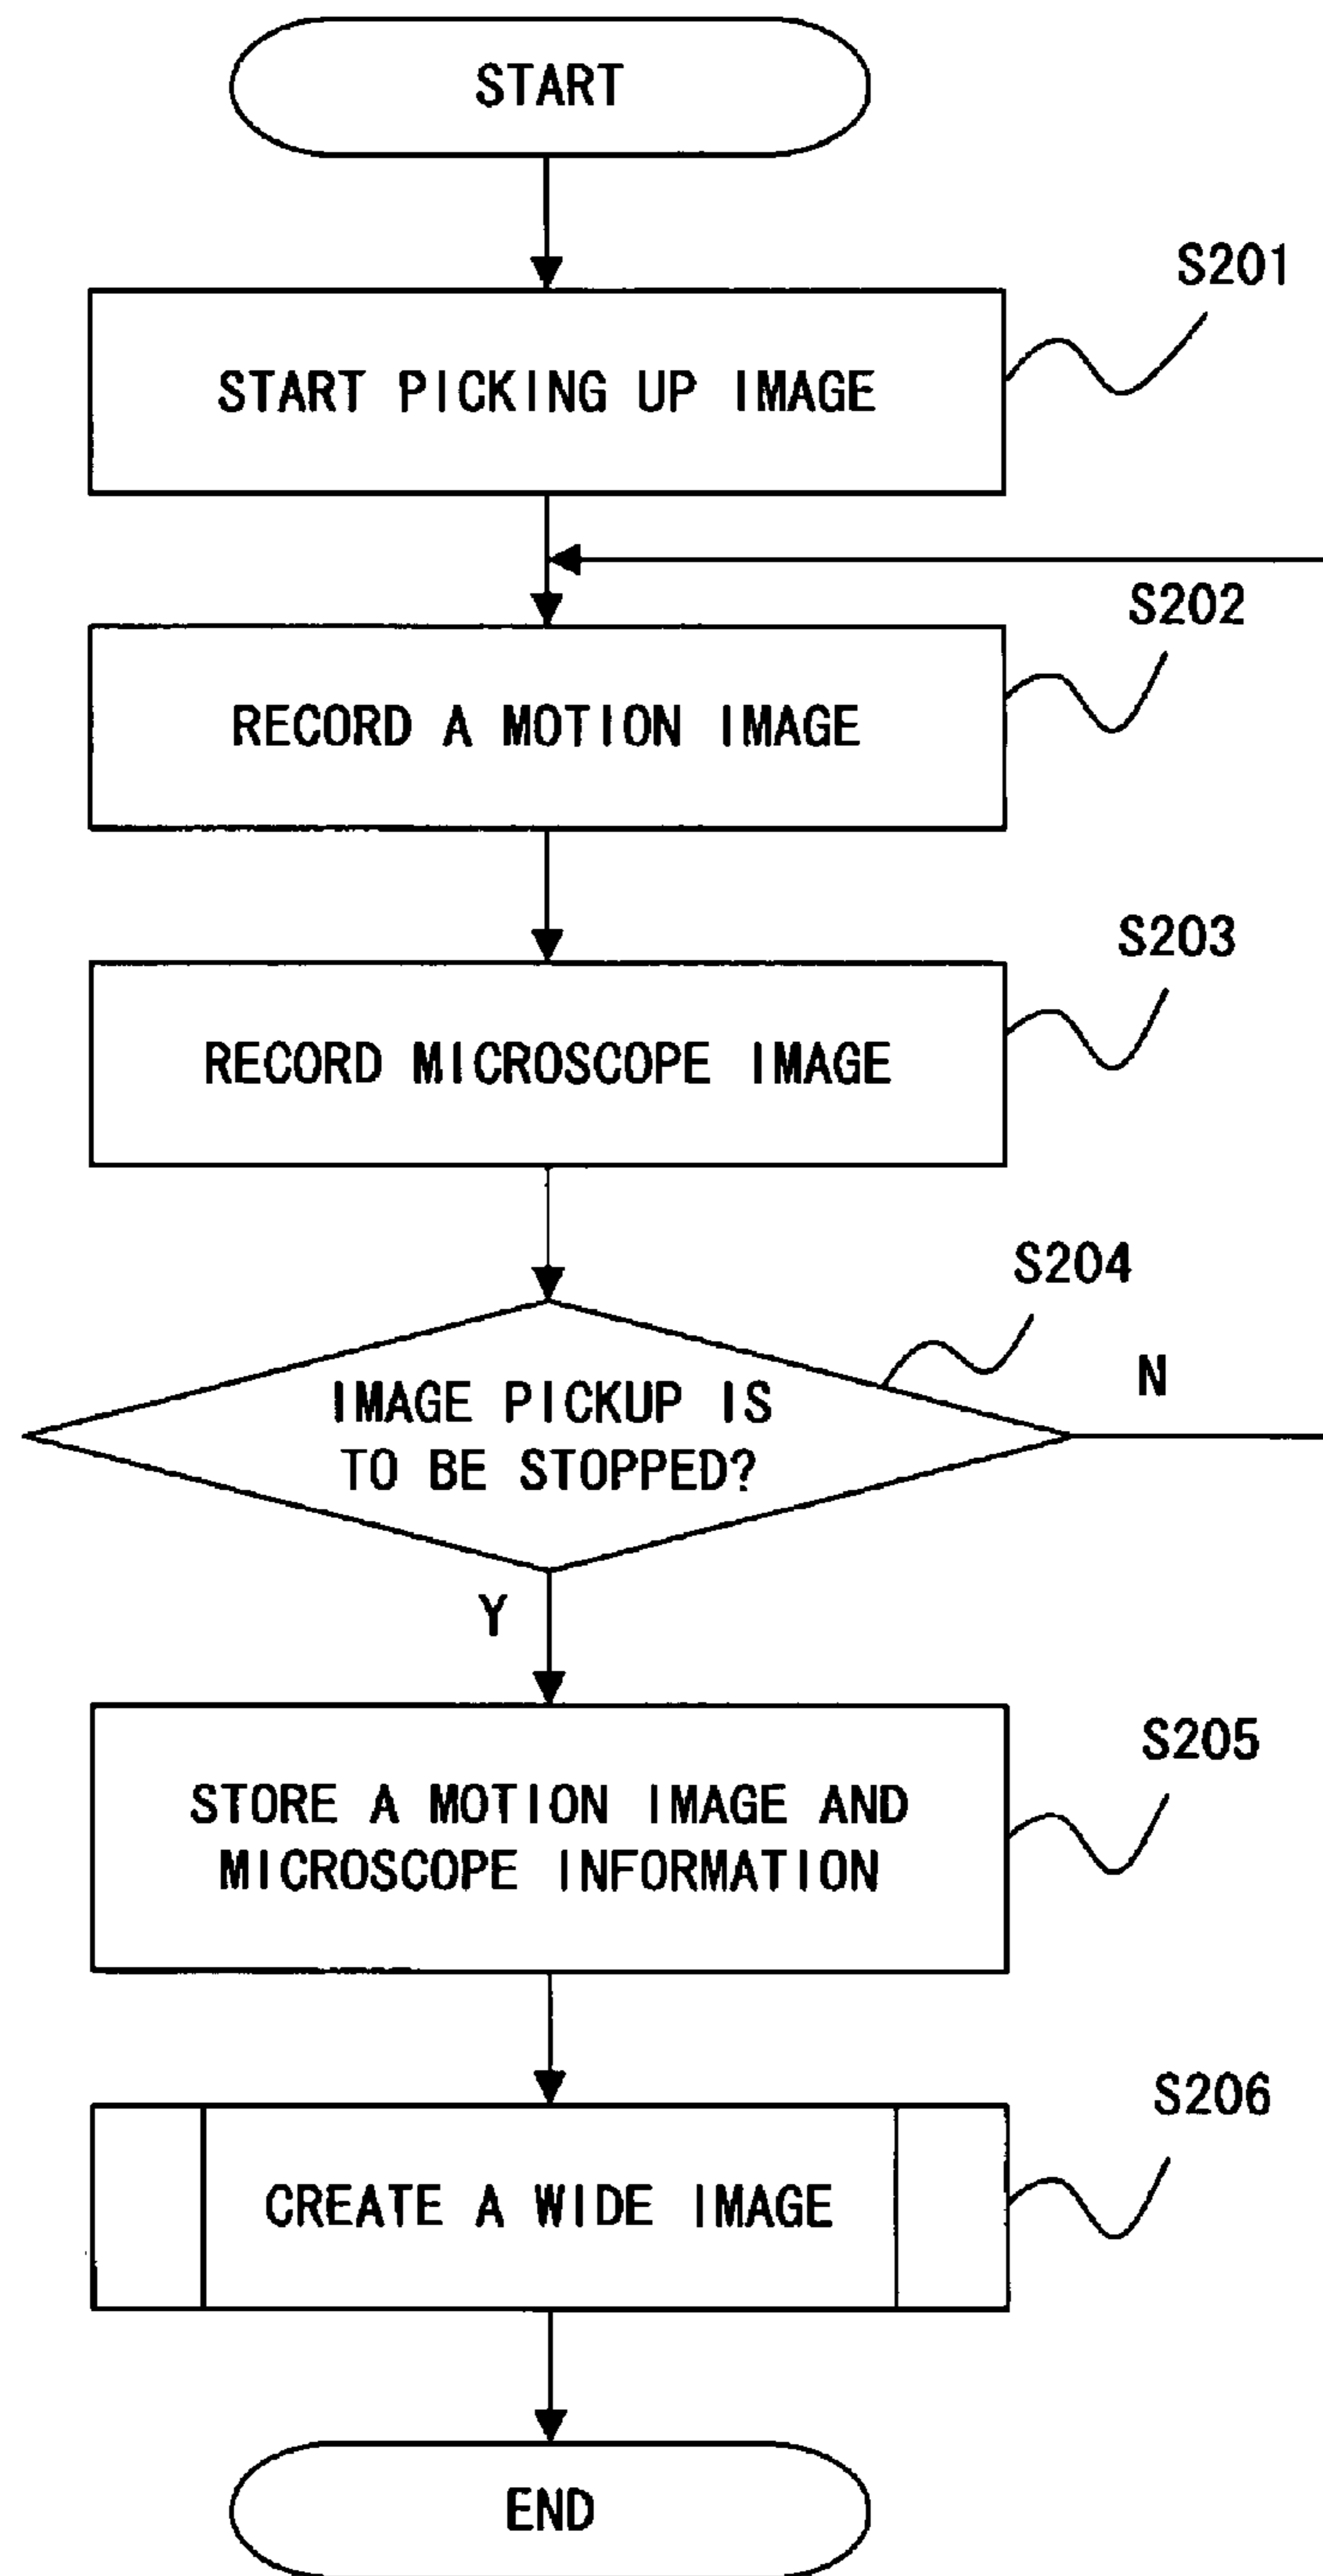 START
S201
START PICKING UP IMAGE
S202
RECORD A MOTION IMAGE
S203
RECORD MICROSCOPE IMAGE
S204
N
IMAGE PICKUP IS
TO BE STOPPED?
Y
S205
STORE A MOTION IMAGE AND
MICROSCOPE INFORMATION
S206
CREATE A WIDE IMAGE
END